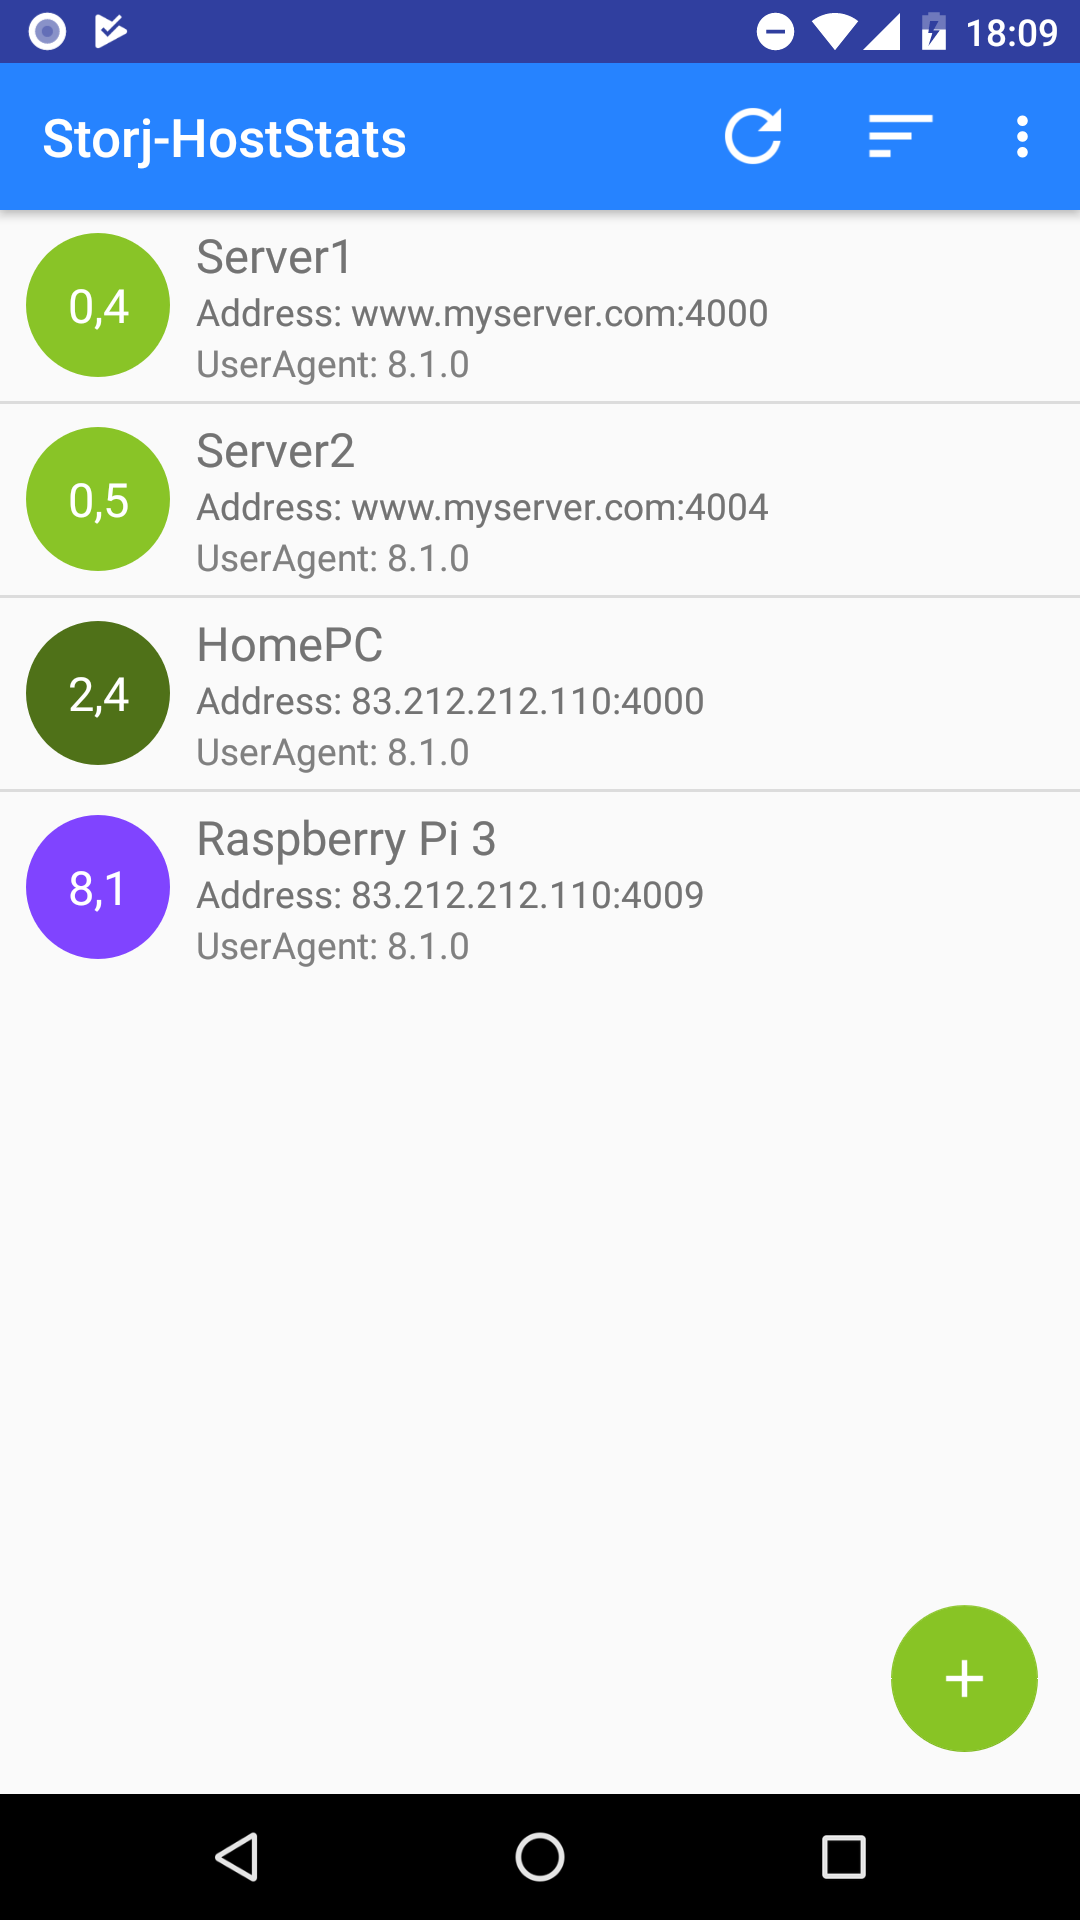 18:09
Storj-HostStats
Server1
0,4
Address: www.myserver.com:4000
UserAgent: 8.1.0
Server2
0,5
Address: www.myserver.com:4004
UserAgent: 8.1.0
HomePC
2,4
Address: 83.212.212.110:4000
UserAgent: 8.1.0
Raspberry Pi 3
8,1
Address: 83.212.212.110:4009
UserAgent: 8.1.0